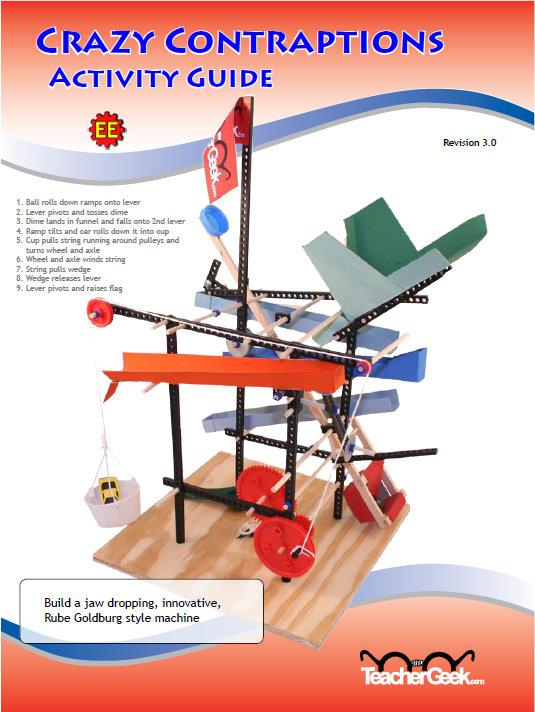 CRAZY CONTRAPTIONS
ACTIVITY GUIDE
EE
Revision 3.0
1. Ball rolls down ramps onto lever
2. Lever pivots and tosses dime
3. Dime lands in funnel and falls onto 2nd lever
4. Ramp tilts and car rolls down it into cup
5. Cup pulls string running around pulleys and
turns wheel and axle
6. Wheel and axle winds string
7. String pulls wedge
8. Wedge releases lever
9. Lever pivots and raises flag
Geek.com
Build a jaw dropping, innovative,
Rube Goldburg style machine
TeacherGeek.com